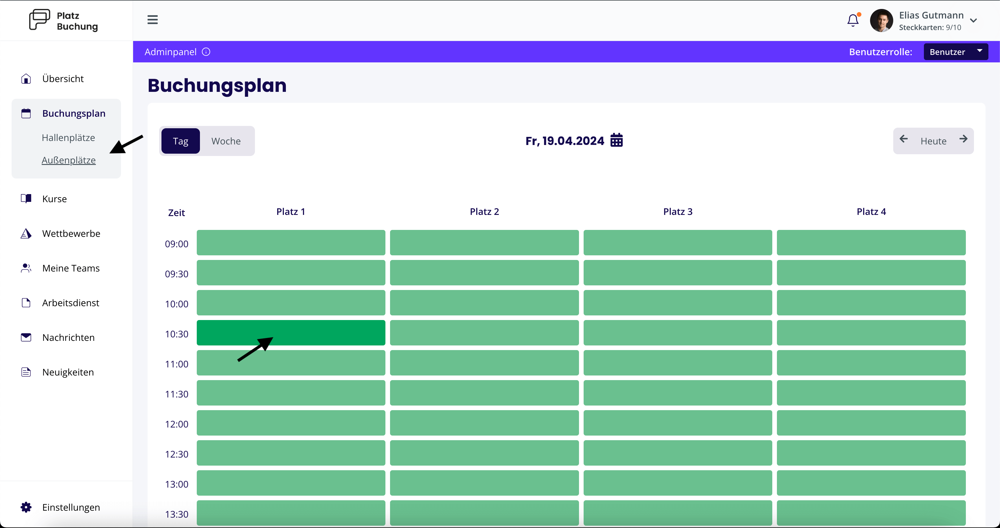 Platz
Buchung
Elias Gutmann
Steckkarten: 9/10
Adminpanel
Benutzerrolle: Benutzer
Übersicht
Buchungsplan
Hallenplätze
Außenplätze
Kurse
Wettbewerbe
Meine Teams
Arbeitsdienst
Nachrichten
Neuigkeiten
Einstellungen
Buchungsplan
Tag Woche Fr, 19.04.2024 Heute
Zeit Platz 1 Platz 2 Platz 3 Platz 4
09:00
09:30
10:00
10:30
11:00
11:30
12:00
12:30
13:00
13:30